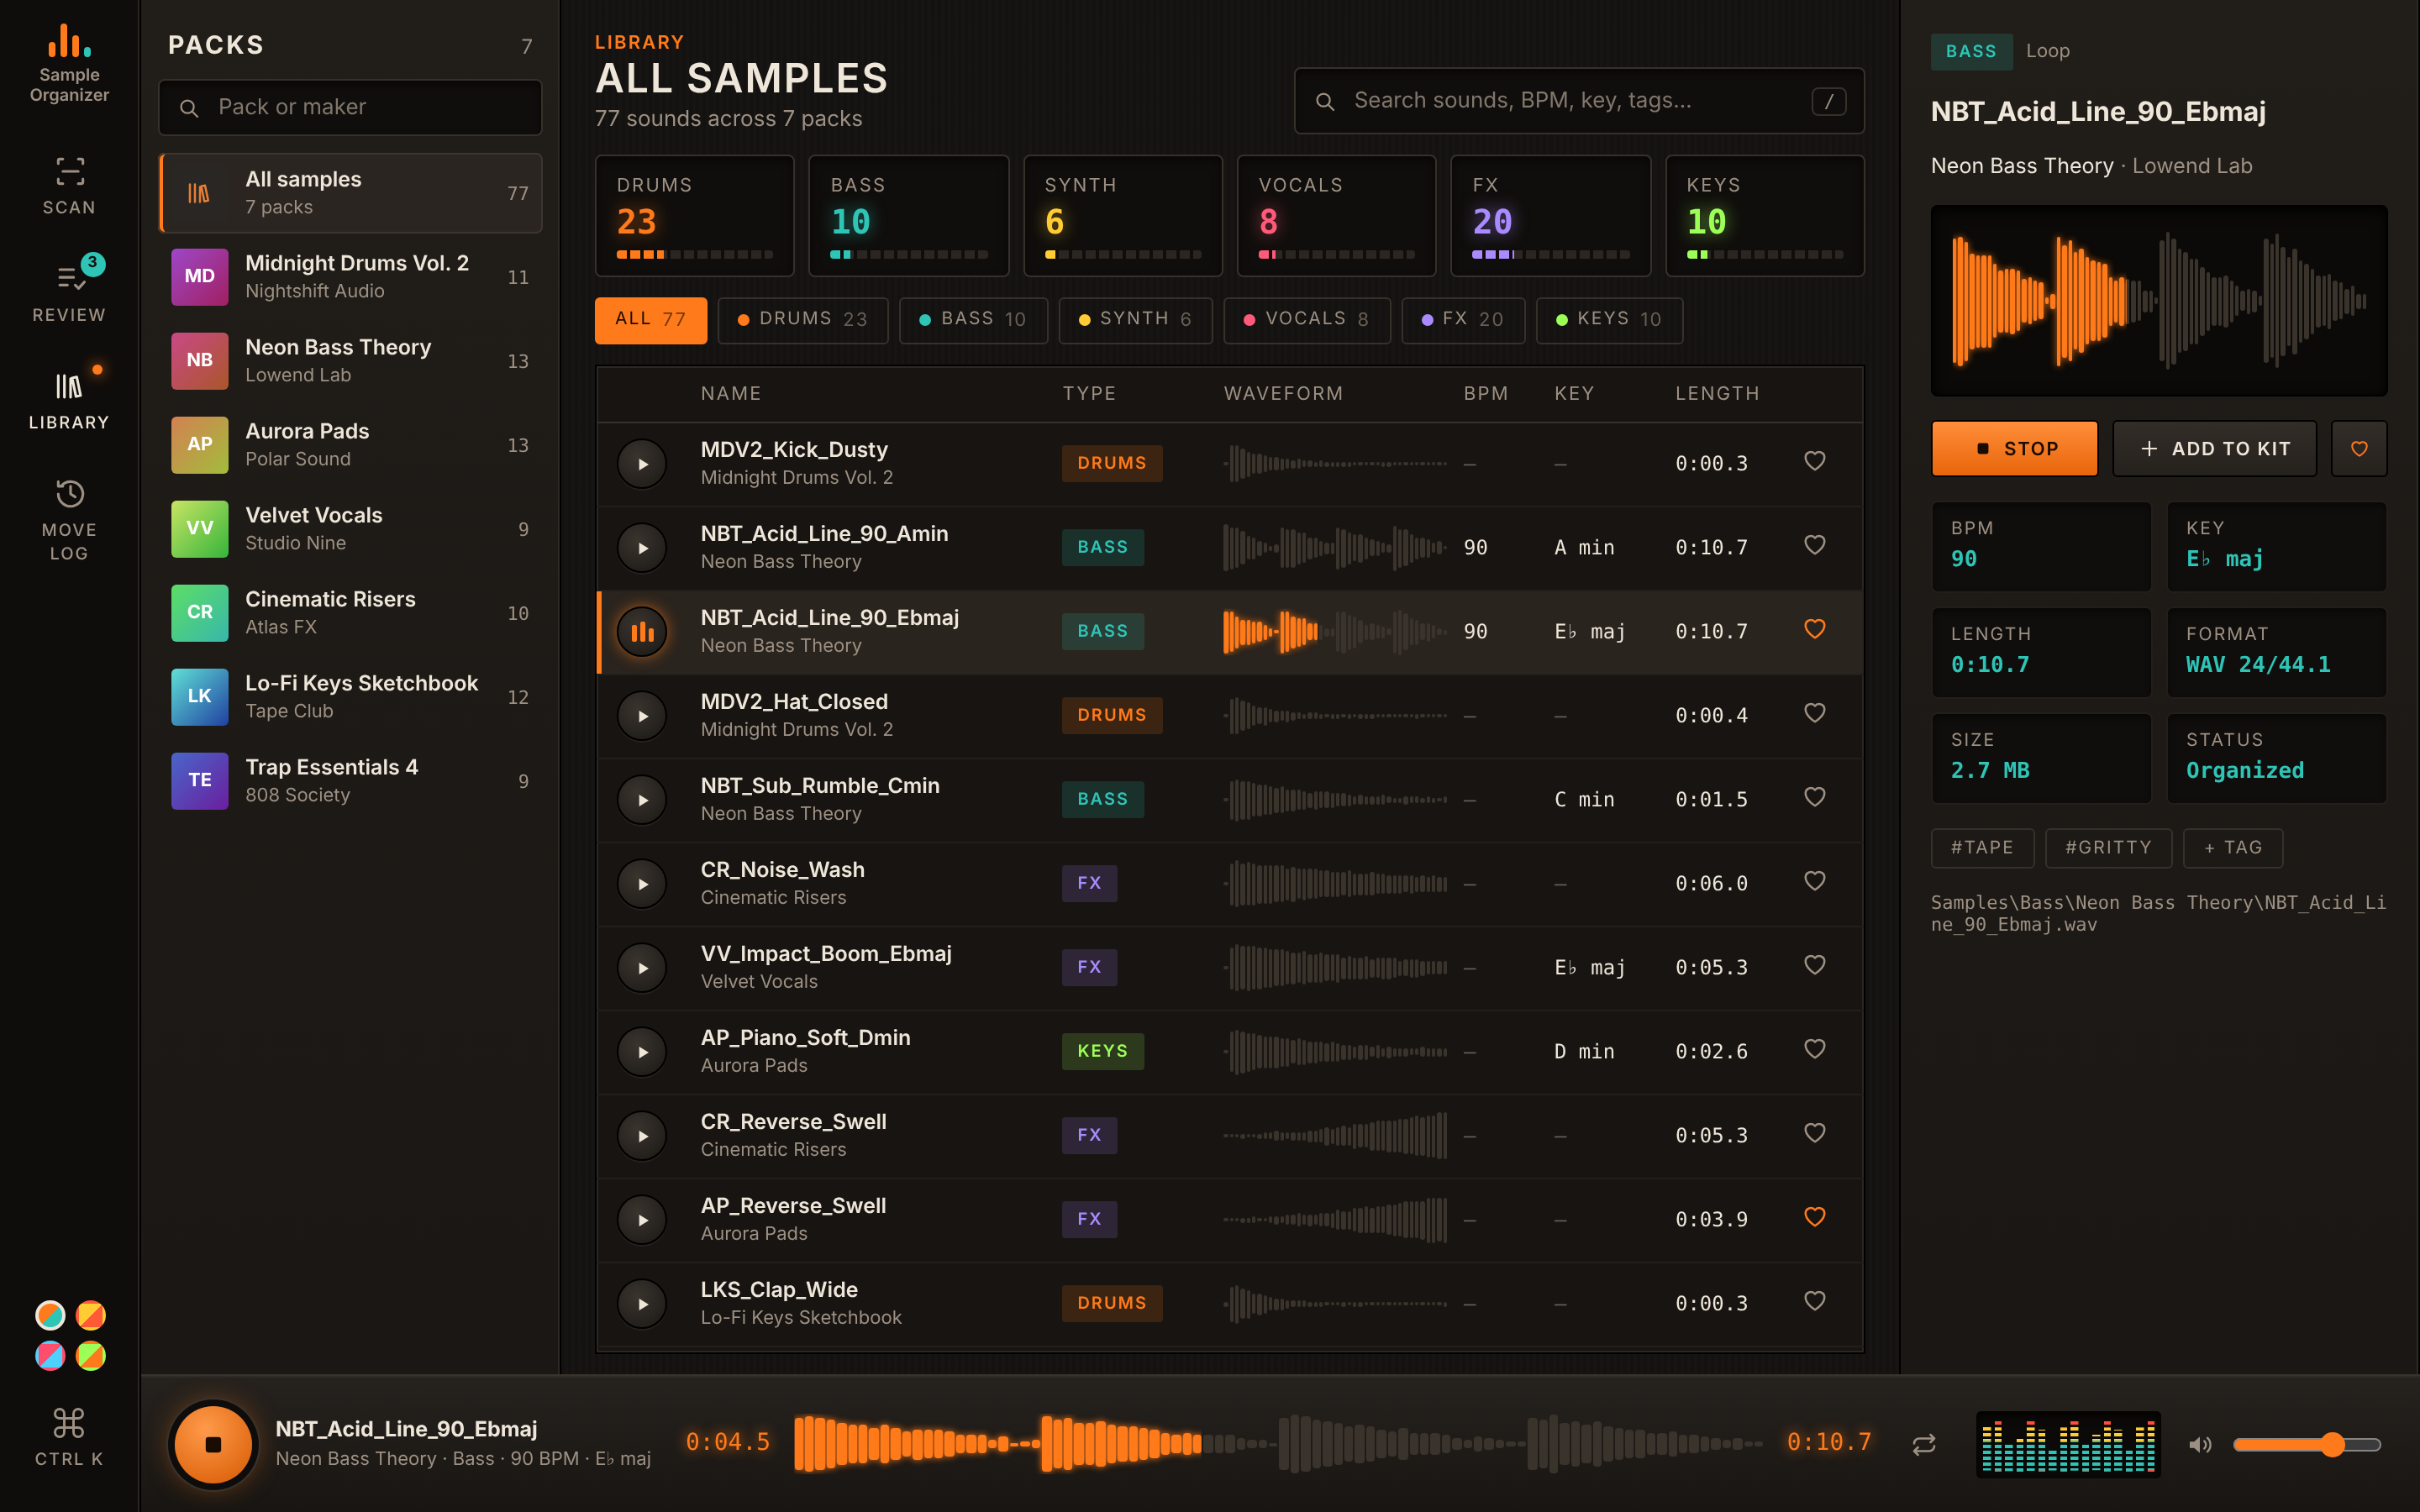 Sample
Organizer
SCAN
3
REVIEW
LIBRARY
MOVE
LOG
CTRL K
PACKS 7
Pack or maker
All samples
7 packs
77
MD
Midnight Drums Vol. 2
Nightshift Audio
11
NB
Neon Bass Theory
Lowend Lab
13
AP
Aurora Pads
Polar Sound
13
VV
Velvet Vocals
Studio Nine
9
CR
Cinematic Risers
Atlas FX
10
LK
Lo-Fi Keys Sketchbook
Tape Club
12
TE
Trap Essentials 4
808 Society
9
LIBRARY
ALL SAMPLES
77 sounds across 7 packs
Search sounds, BPM, key, tags... /
DRUMS
23
BASS
10
SYNTH
6
VOCALS
8
FX
20
KEYS
10
ALL 77 DRUMS 23 BASS 10 SYNTH 6 VOCALS 8 FX 20 KEYS 10
NAME TYPE WAVEFORM BPM KEY LENGTH
MDV2_Kick_Dusty
Midnight Drums Vol. 2
DRUMS – – 0:00.3
NBT_Acid_Line_90_Amin
Neon Bass Theory
BASS 90 A min 0:10.7
NBT_Acid_Line_90_Ebmaj
Neon Bass Theory
BASS 90 E♭ maj 0:10.7
MDV2_Hat_Closed
Midnight Drums Vol. 2
DRUMS – – 0:00.4
NBT_Sub_Rumble_Cmin
Neon Bass Theory
BASS – C min 0:01.5
CR_Noise_Wash
Cinematic Risers
FX – – 0:06.0
VV_Impact_Boom_Ebmaj
Velvet Vocals
FX – E♭ maj 0:05.3
AP_Piano_Soft_Dmin
Aurora Pads
KEYS – D min 0:02.6
CR_Reverse_Swell
Cinematic Risers
FX – – 0:05.3
AP_Reverse_Swell
Aurora Pads
FX – – 0:03.9
LKS_Clap_Wide
Lo-Fi Keys Sketchbook
DRUMS – – 0:00.3
BASS Loop
NBT_Acid_Line_90_Ebmaj
Neon Bass Theory · Lowend Lab
STOP ADD TO KIT
BPM
90
KEY
E♭ maj
LENGTH
0:10.7
FORMAT
WAV 24/44.1
SIZE
2.7 MB
STATUS
Organized
#TAPE #GRITTY + TAG
Samples\Bass\Neon Bass Theory\NBT_Acid_Li
ne_90_Ebmaj.wav
NBT_Acid_Line_90_Ebmaj
Neon Bass Theory · Bass · 90 BPM · E♭ maj
0:04.5
0:10.7